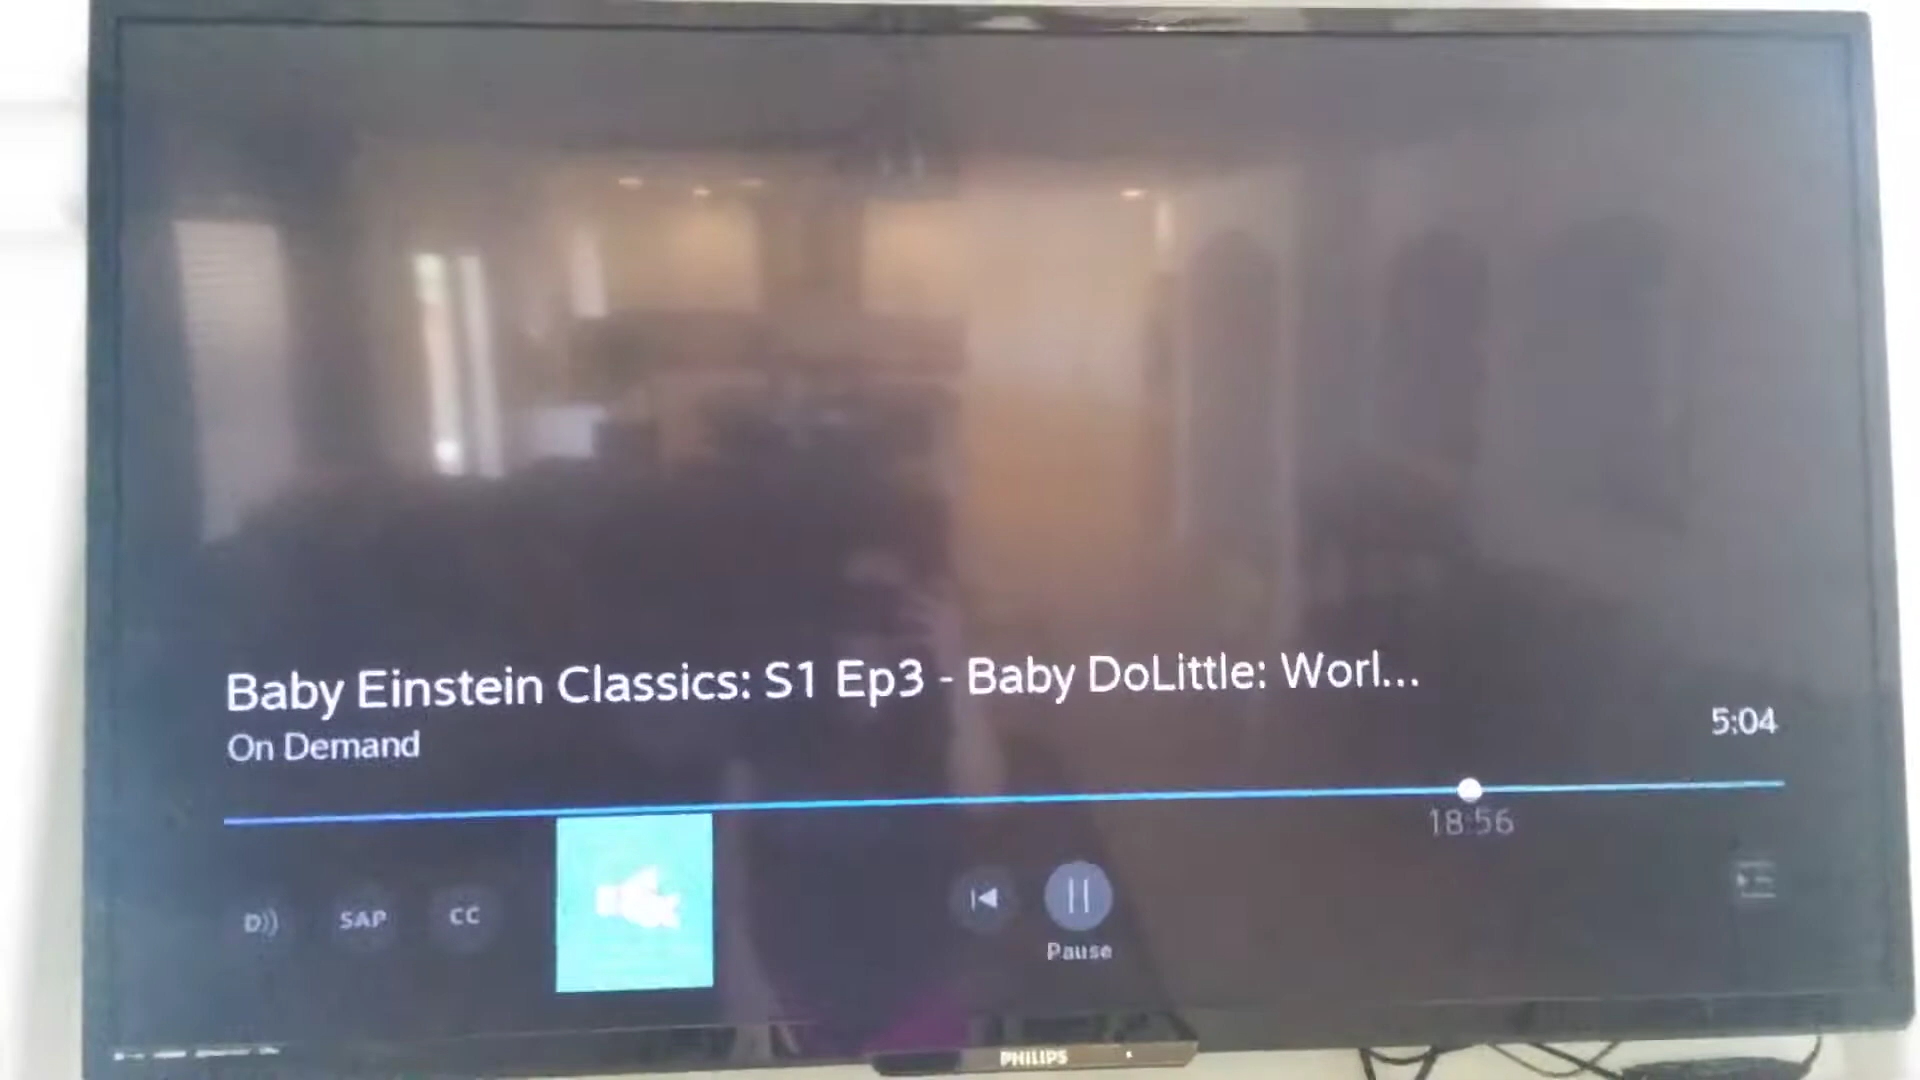 Baby Einstein Classics: S1 Ep3 - Baby DoLittle: Worl...
On Demand
5:04
18:56
D))
SAP
CC
Pause
PHILIPS